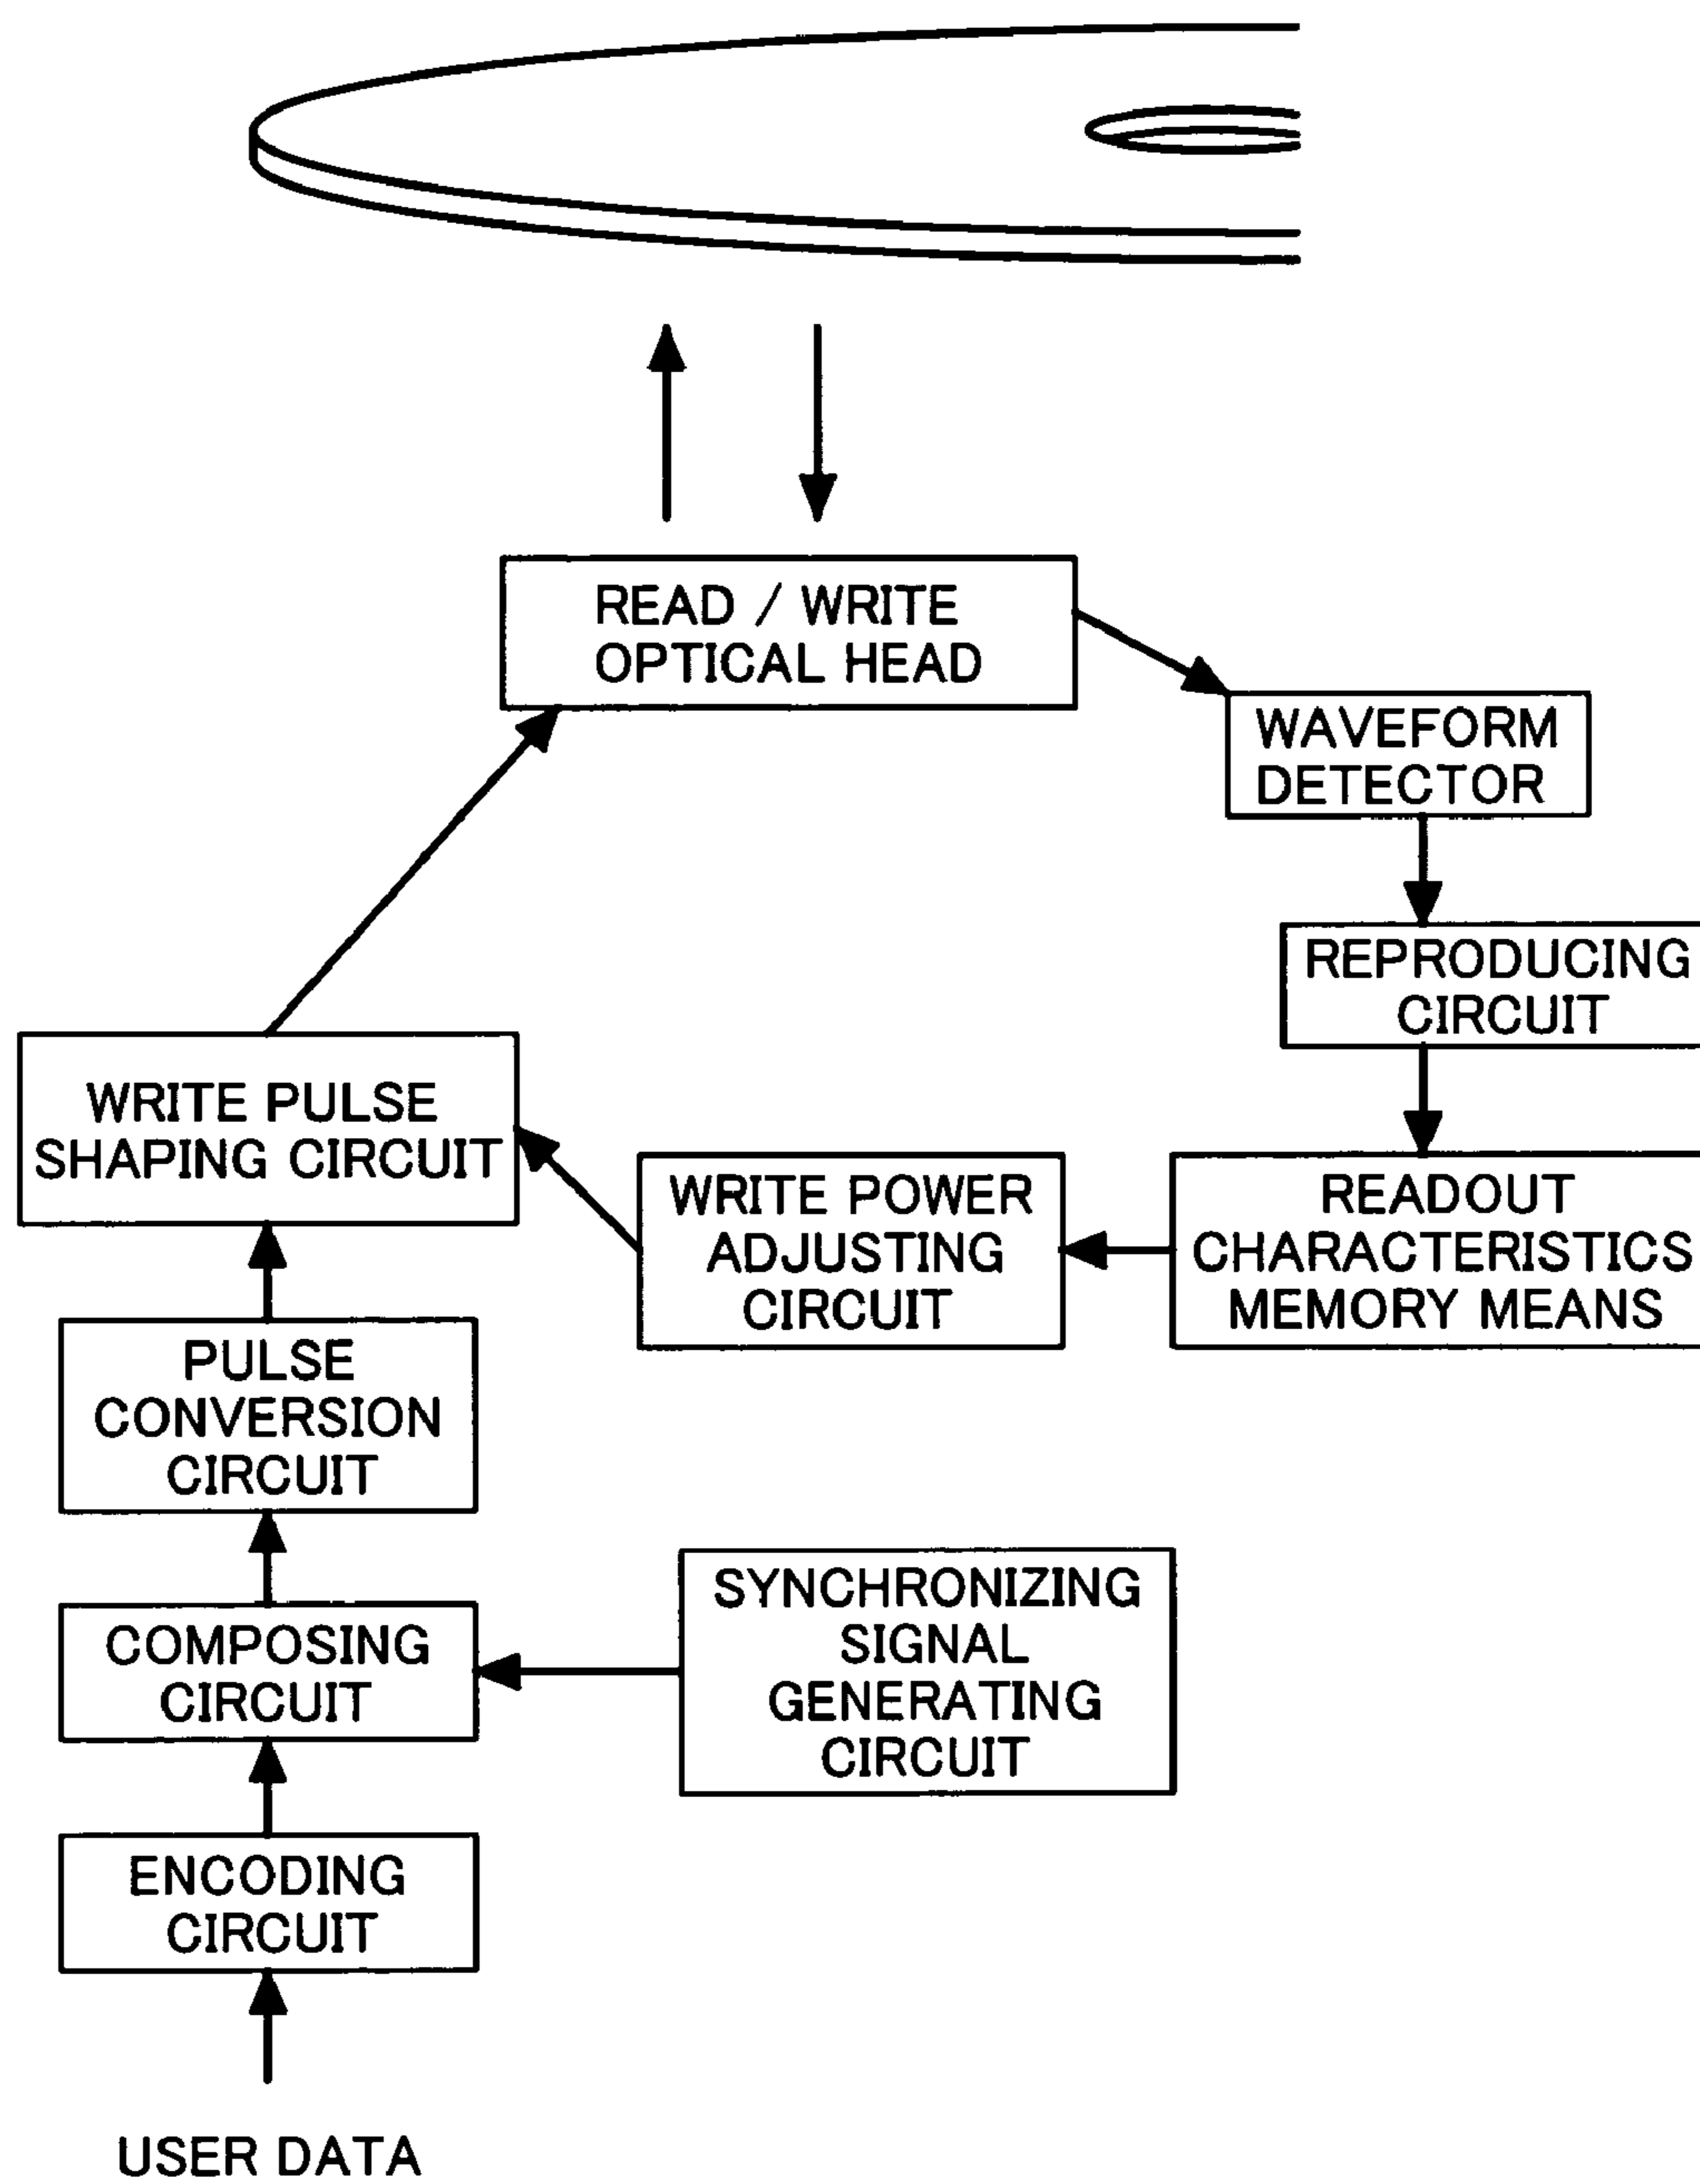 READ / WRITE
OPTICAL HEAD
WAVEFORM
DETECTOR
REPRODUCING
CIRCUIT
WRITE PULSE
SHAPING CIRCUIT
WRITE POWER
ADJUSTING
CIRCUIT
READOUT
CHARACTERISTICS
MEMORY MEANS
PULSE
CONVERSION
CIRCUIT
COMPOSING
CIRCUIT
SYNCHRONIZING
SIGNAL
GENERATING
CIRCUIT
ENCODING
CIRCUIT
USER DATA